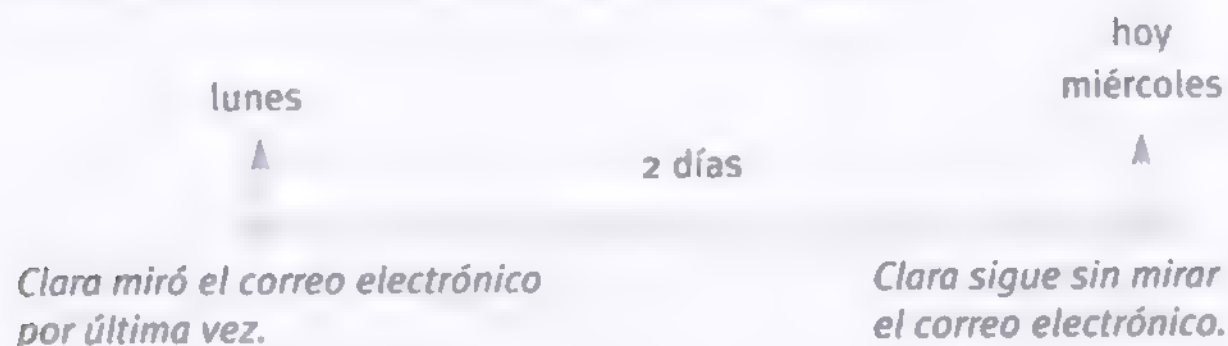 hoy
lunes
miércoles
2 días
Clara miró el correo electrónico
por última vez.
Clara sigue sin mirar
el correo electrónico.